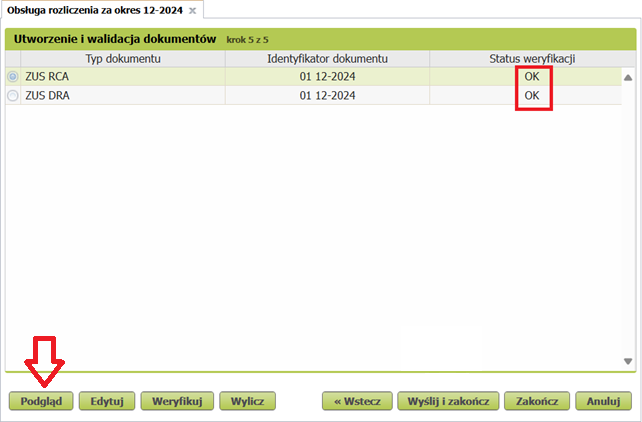 Obsługa rozliczenia za okres 12-2024
Utworzenie i walidacja dokumentów krok 5 z 5
Typ dokumentu Identyfikator dokumentu Status weryfikacji
ZUS RCA 01 12-2024 OK
ZUS DRA 01 12-2024 OK
Podgląd Edytuj Weryfikuj Wylicz « Wstecz Wyślij i zakończ Zakończ Anuluj